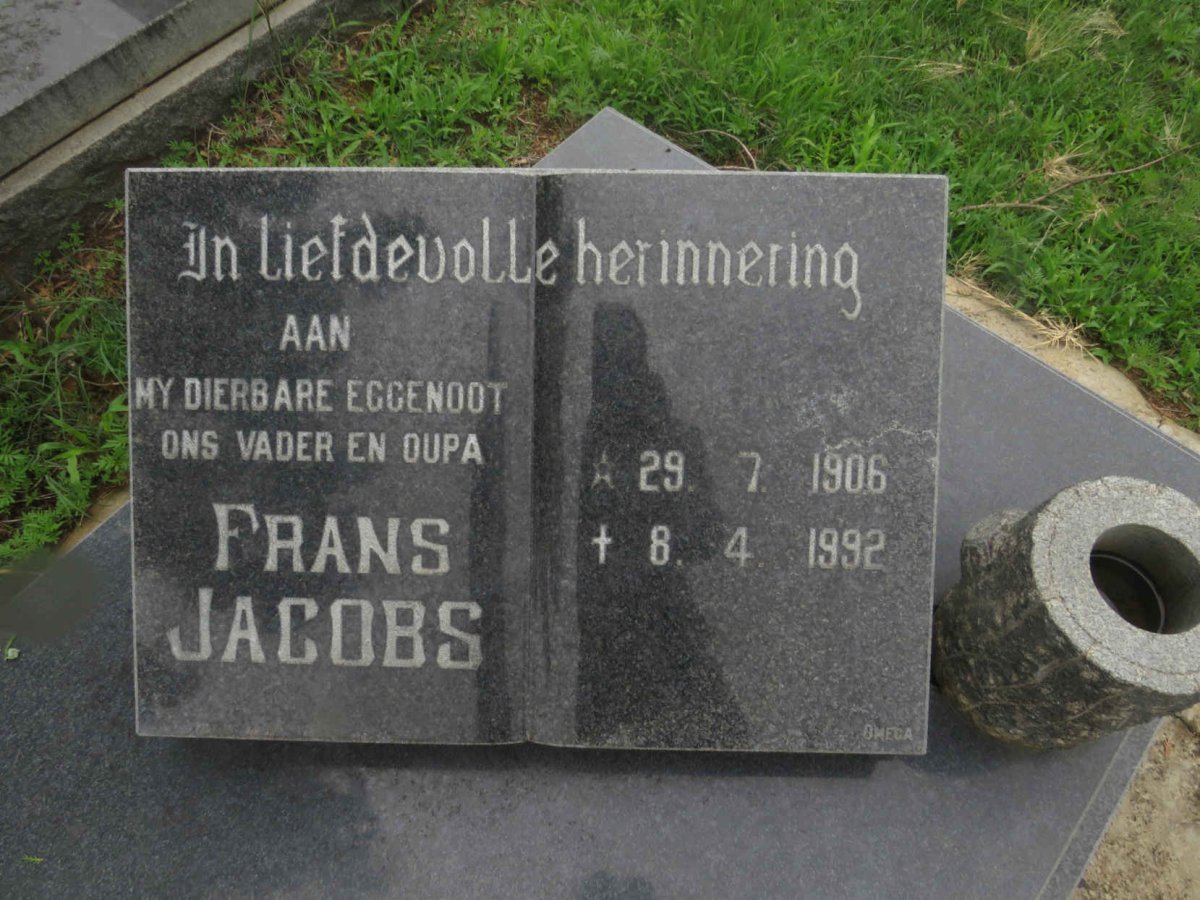 In Liefdevolle herinnering
AAN
MY DIERBARE EGGENOOT
ONS VADER EN OUPA
FRANS
JACOBS
☆ 29. 7. 1906
✝ 8. 4. 1992
OMEGA